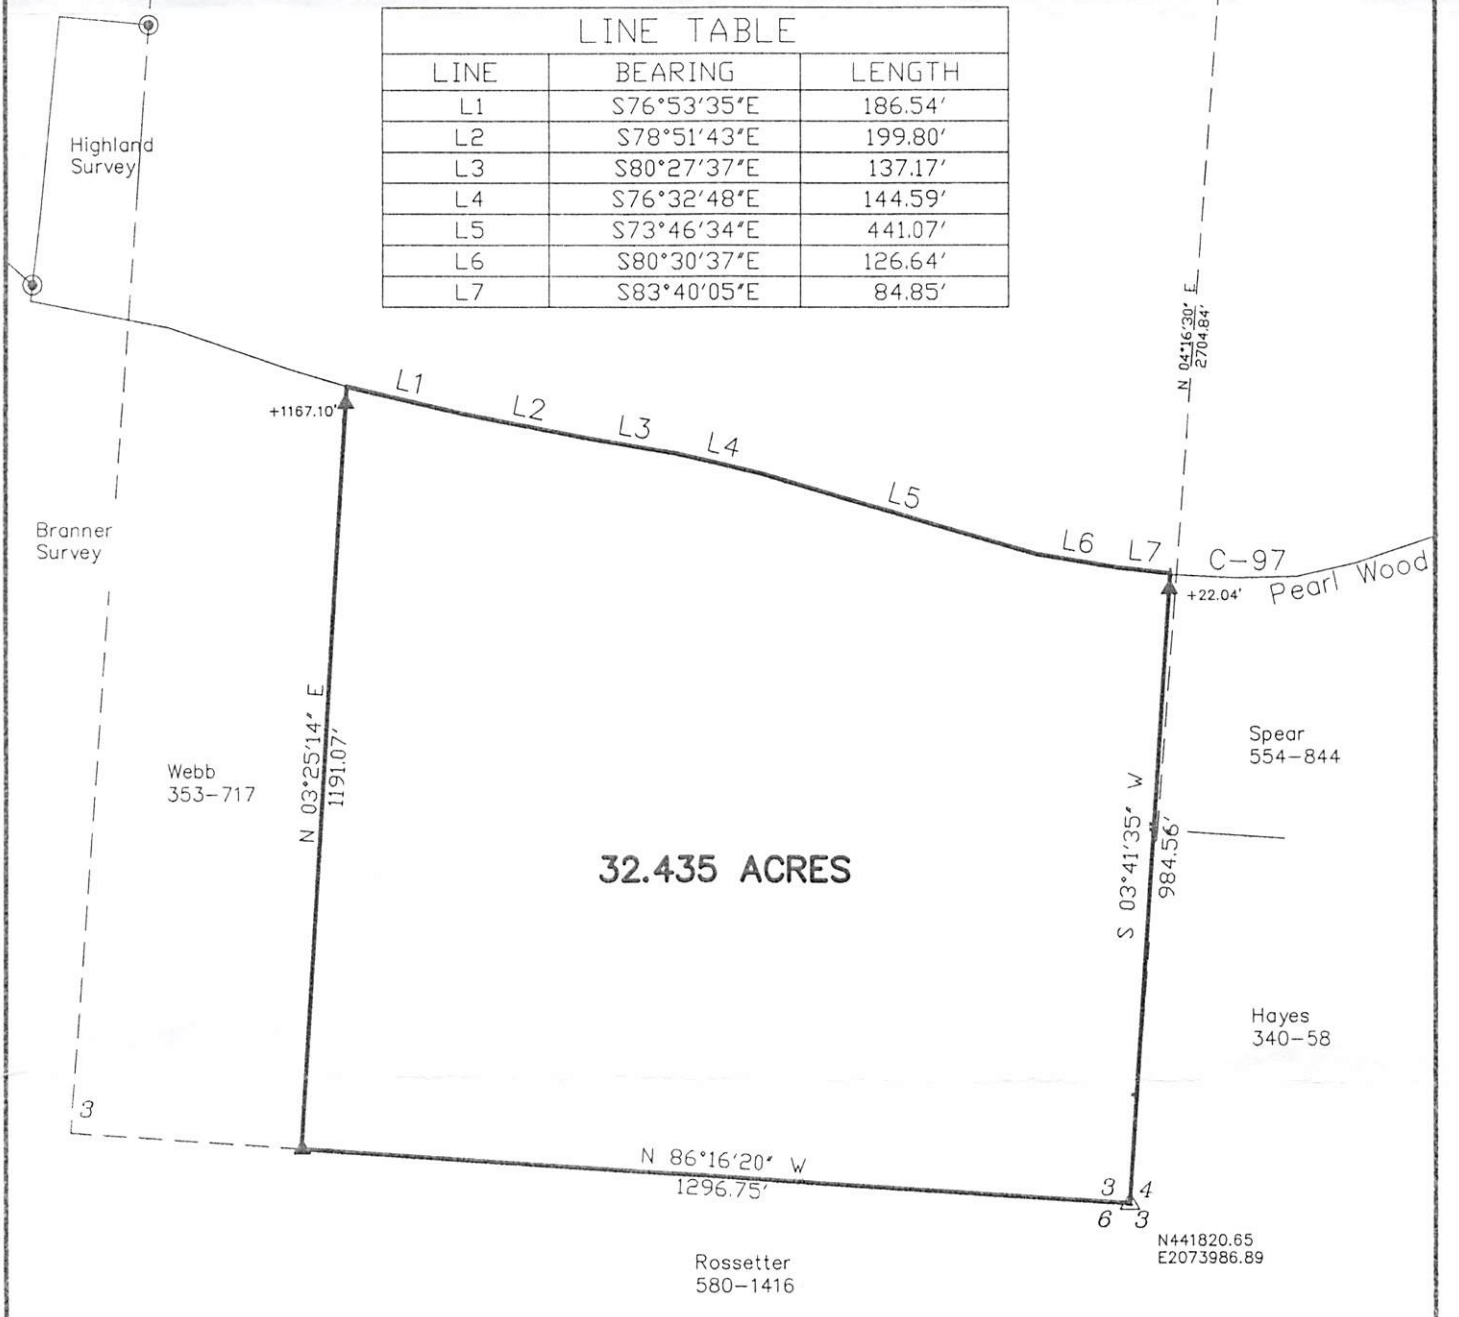 LINE TABLE
LINE BEARING LENGTH
L1 S76°53'35"E 186.54'
L2 S78°51'43"E 199.80'
L3 S80°27'37"E 137.17'
L4 S76°32'48"E 144.59'
L5 S73°46'34"E 441.07'
L6 S80°30'37"E 126.64'
L7 S83°40'05"E 84.85'
Highland
Survey
N 04°16'30" E
2704.84'
L1
L2
L3
L4
L5
L6
L7
+1167.10'
C-97
Pearl Wood
+22.04'
Branner
Survey
Webb
353-717
N 03°25'14" E
1191.07'
32.435 ACRES
S 03°41'35" W
984.56'
Spear
554-844
Hayes
340-58
3
N 86°16'20" W
1296.75'
3 4
6 3
N441820.65
E2073986.89
Rossetter
580-1416